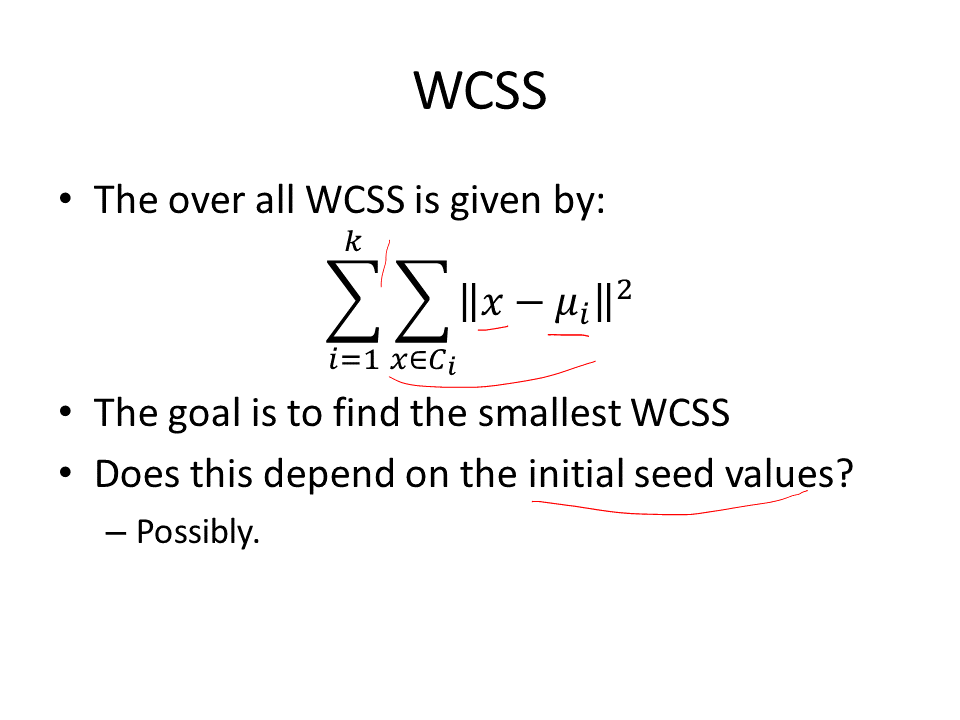 WCSS
• The over all WCSS is given by:
$\sum_{i=1}^{k} \sum_{x \in C_i} \|x - \mu_i\|^2$
• The goal is to find the smallest WCSS
• Does this depend on the initial seed values?
– Possibly.